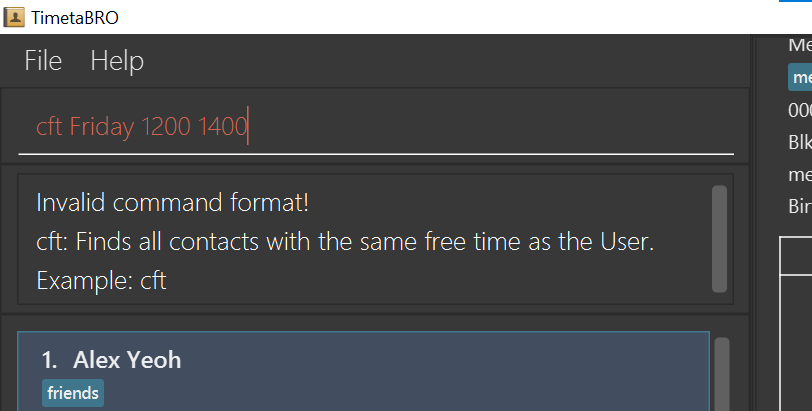 TimetaBRO
File Help
cft Friday 1200 1400
Invalid command format!
cft: Finds all contacts with the same free time as the User.
Example: cft
1. Alex Yeoh
friends
Me
me
000
Blk
me
Bir